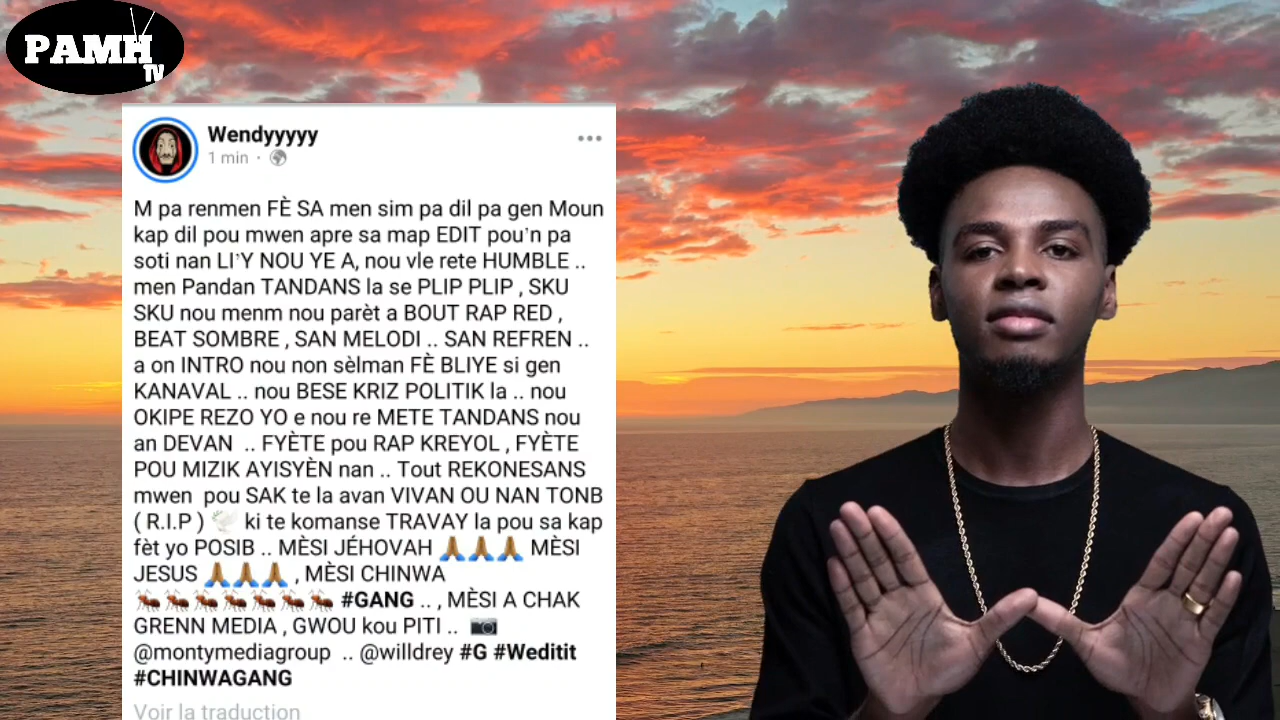 PAMH
TV
Wendyyyyy
1 min ·
M pa renmen FÈ SA men sim pa dil pa gen Moun
kap dil pou mwen apre sa map EDIT pou'n pa
soti nan LI'Y NOU YE A, nou vle rete HUMBLE ..
men Pandan TANDANS la se PLIP PLIP , SKU
SKU nou menm nou parèt a BOUT RAP RED ,
BEAT SOMBRE , SAN MELODI .. SAN REFREN ..
a on INTRO nou non sèlman FÈ BLIYE si gen
KANAVAL .. nou BESE KRIZ POLITIK la .. nou
OKIPE REZO YO e nou re METE TANDANS nou
an DEVAN .. FYÈTE pou RAP KREYOL , FYÈTE
POU MIZIK AYISYÈN nan .. Tout REKONESANS
mwen pou SAK te la avan VIVAN OU NAN TONB
( R.I.P ) 🕊 ki te komanse TRAVAY la pou sa kap
fèt yo POSIB .. MÈSI JÉHOVAH 🙏🏾🙏🏾🙏🏾 MÈSI
JESUS 🙏🏾🙏🏾🙏🏾 , MÈSI CHINWA
🐜🐜🐜🐜🐜🐜🐜 #GANG .. , MÈSI A CHAK
GRENN MEDIA , GWOU kou PITI .. 📷
@montymediagroup .. @willdrey #G #Weditit
#CHINWAGANG
Voir la traduction